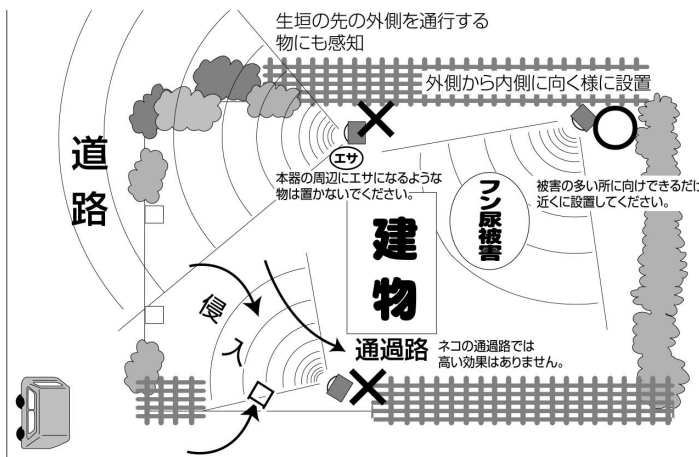 生垣の先の外側を通行する
物にも感知
外側から内側に向く様に設置
道路
エサ
本器の周辺にエサになるような
物は置かないでください。
フン尿被害
被害の多い所に向けできるだけ
近くに設置してください。
建物
侵入
通過路
ネコの通過路では
高い効果はありません。